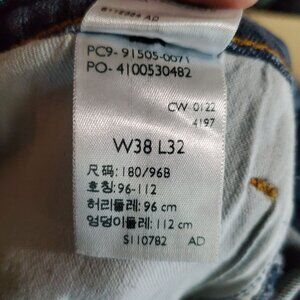 PC9- 91505-0071
PO- 4100530482
CW 0122
4197
W38 L32
尺码: 180/96B
호칭: 96-112
허리둘레: 96 cm
엉덩이둘레: 112 cm
S110782 AD